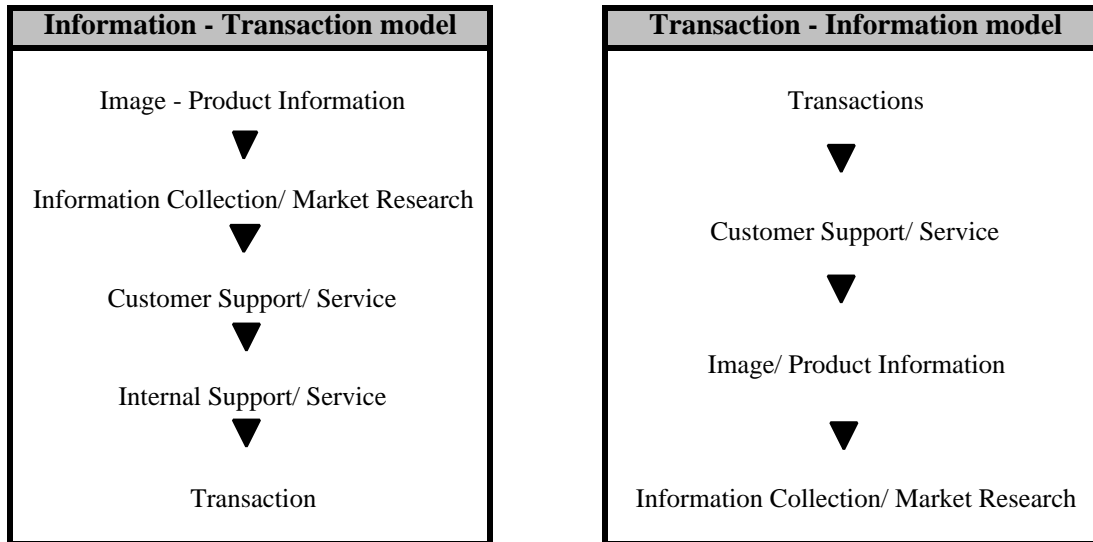 Information - Transaction model
Image - Product Information
Information Collection/ Market Research
Customer Support/ Service
Internal Support/ Service
Transaction
Transaction - Information model
Transactions
Customer Support/ Service
Image/ Product Information
Information Collection/ Market Research